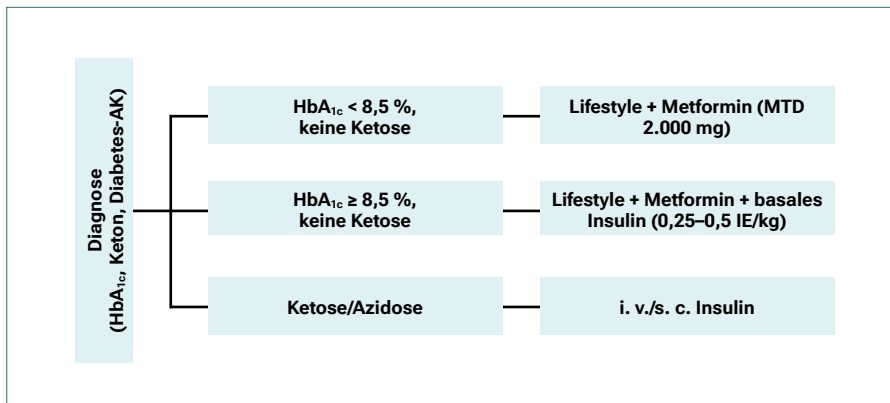 Diagnose
(HbA1c, Keton, Diabetes-AK)
HbA1c < 8,5 %,
keine Ketose
Lifestyle + Metformin (MTD
2.000 mg)
HbA1c ≥ 8,5 %,
keine Ketose
Lifestyle + Metformin + basales
Insulin (0,25–0,5 IE/kg)
Ketose/Azidose
i. v./s. c. Insulin